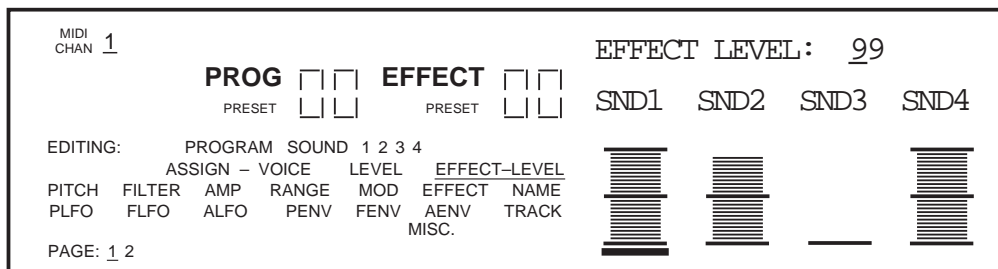 MIDI
CHAN 1
EFFECT LEVEL: 99
PROG 00 EFFECT 00
PRESET PRESET
SND1 SND2 SND3 SND4
EDITING: PROGRAM SOUND 1 2 3 4
ASSIGN – VOICE LEVEL EFFECT–LEVEL
PITCH FILTER AMP RANGE MOD EFFECT NAME
PLFO FLFO ALFO PENV FENV AENV TRACK
MISC.
PAGE: 1 2